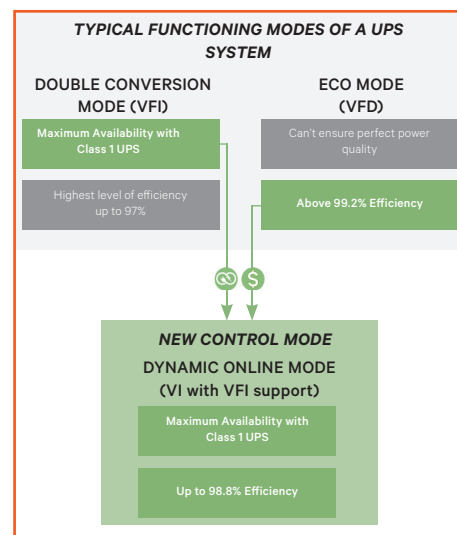 TYPICAL FUNCTIONING MODES OF A UPS
SYSTEM
DOUBLE CONVERSION
MODE (VFI)
Maximum Availability with
Class 1 UPS
Highest level of efficiency
up to 97%
ECO MODE
(VFD)
Can't ensure perfect power
quality
Above 99.2% Efficiency
$
NEW CONTROL MODE
DYNAMIC ONLINE MODE
(VI with VFI support)
Maximum Availability with
Class 1 UPS
Up to 98.8% Efficiency